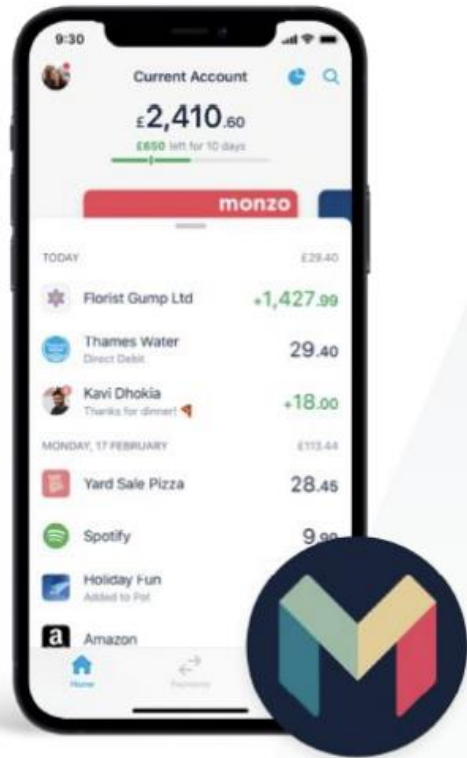 9:30
Current Account
£2,410.60
£650 left for 10 days
monzo
TODAY £29.40
Florist Gump Ltd +1,427.99
Thames Water 29.40
Direct Debit
Kavi Dhokia +18.00
Thanks for dinner! 🍕
MONDAY, 17 FEBRUARY £113.44
Yard Sale Pizza 28.45
Spotify 9.99
Holiday Fun
Added to Pot
Amazon
Home Payments